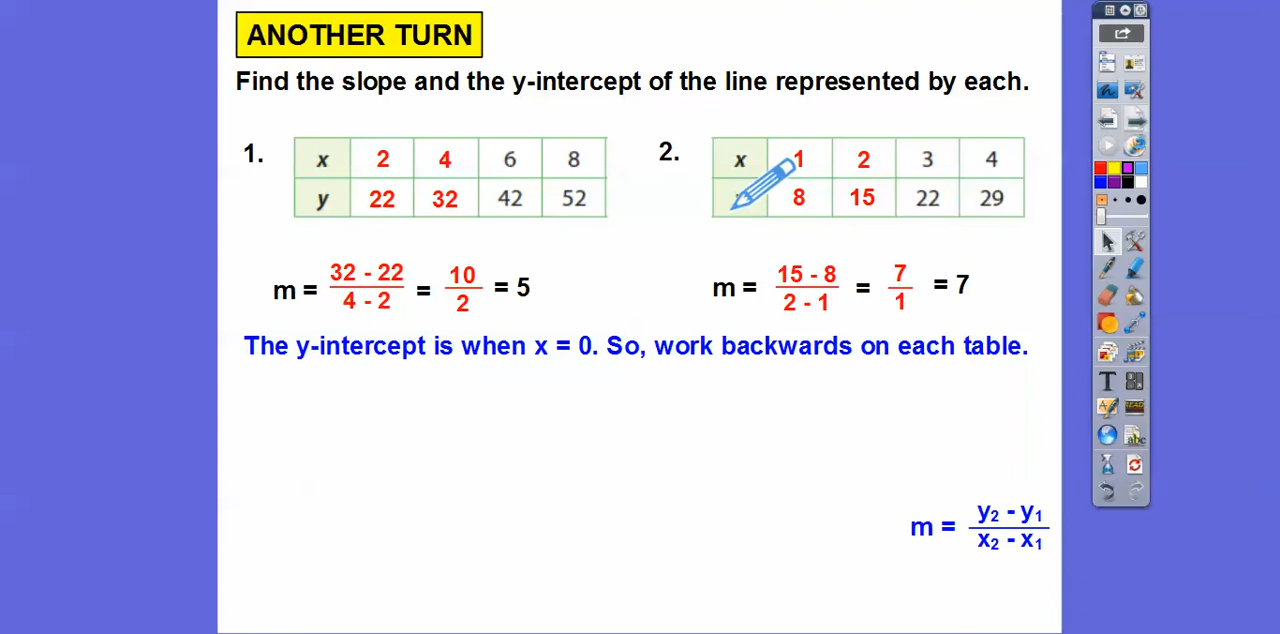 ANOTHER TURN
Find the slope and the y-intercept of the line represented by each.
1.
x 2 4 6 8
y 22 32 42 52
2.
x 1 2 3 4
8 15 22 29
m = 32 - 22 / 4 - 2 = 10 / 2 = 5
m = 15 - 8 / 2 - 1 = 7 / 1 = 7
The y-intercept is when x = 0. So, work backwards on each table.
m = y₂ - y₁ / x₂ - x₁
T
abc